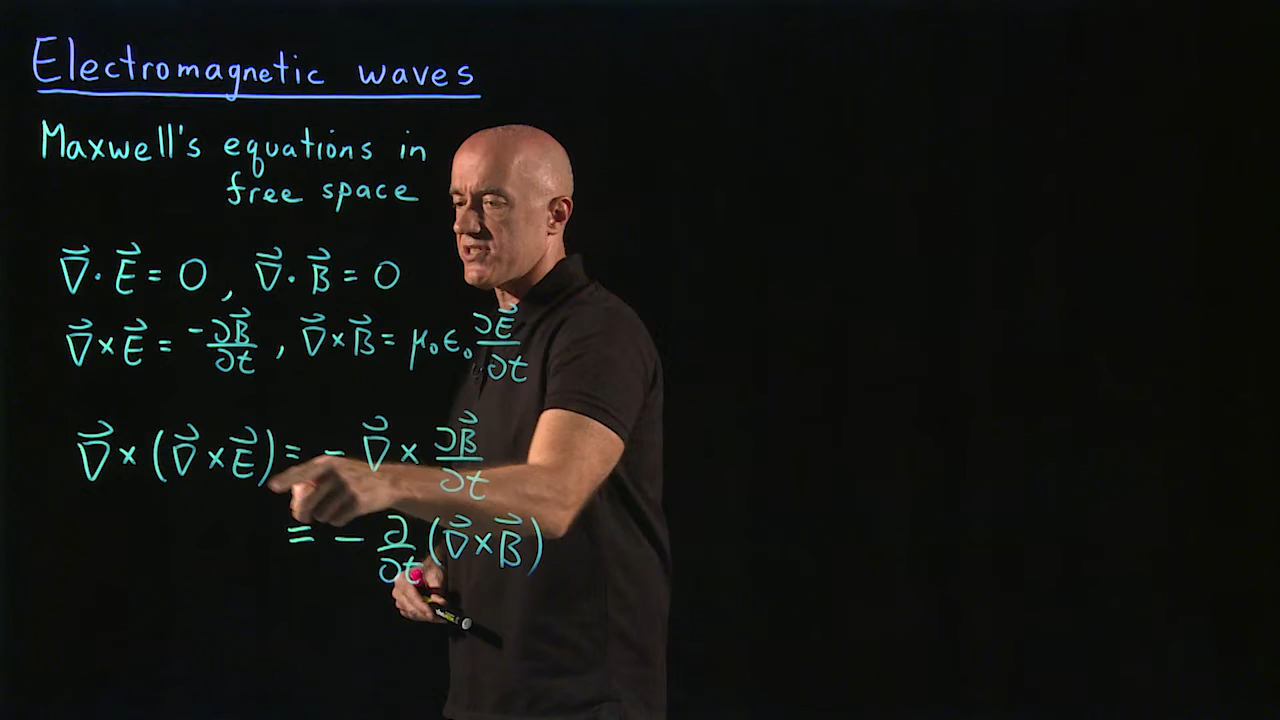 Electromagnetic waves
Maxwell's equations in
free space
∇⃗·E⃗ = 0, ∇⃗·B⃗ = 0
∇⃗×E⃗ = -∂B⃗/∂t, ∇⃗×B⃗ = μ₀ε₀ ∂E⃗/∂t
∇⃗×(∇⃗×E⃗) = - ∇⃗× ∂B⃗/∂t
= - ∂/∂t (∇⃗×B⃗)